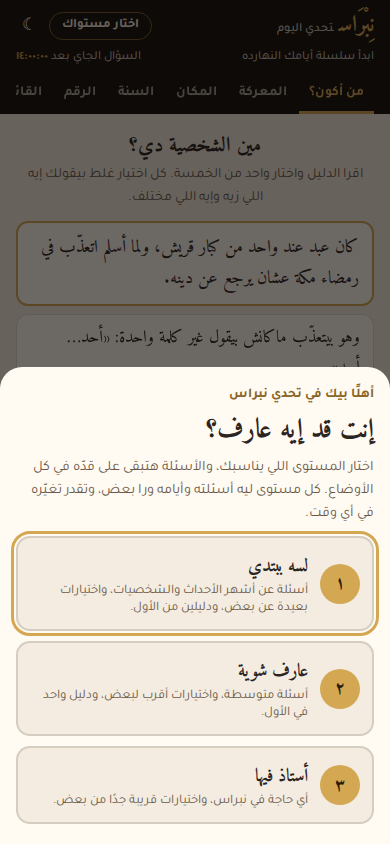 نبراس تحدي اليوم
اختار مستواك
ابدأ سلسلة أيامك النهارده
السؤال الجاي بعد ١٤:٠٠:٠٠
من أكون؟
المعركة
المكان
السنة
الرقم
مين الشخصية دي؟
اقرا الدليل واختار واحد من الخمسة. كل اختيار غلط بيقولك إيه
اللي زيه وإيه اللي مختلف.
كان عبد عند واحد من كبار قريش، ولما أسلم اتعذّب في
رمضاء مكة عشان يرجع عن دينه.
وهو بيتعذّب ماكانش بيقول غير كلمة واحدة: «أحد…
أهلًا بيك في تحدي نبراس
إنت قد إيه عارف؟
اختار المستوى اللي يناسبك، والأسئلة هتبقى على قدّه في كل
الأوضاع. كل مستوى ليه أسئلته وأيامه ورا بعض، وتقدر تغيّره
في أي وقت.
١
لسه ببتدي
أسئلة عن أشهر الأحداث والشخصيات، واختيارات
بعيدة عن بعض، ودليلين من الأول.
٢
عارف شوية
أسئلة متوسطة، واختيارات أقرب لبعض، ودليل واحد
في الأول.
٣
أستاذ فيها
أي حاجة في نبراس، واختيارات قريبة جدًا من بعض.